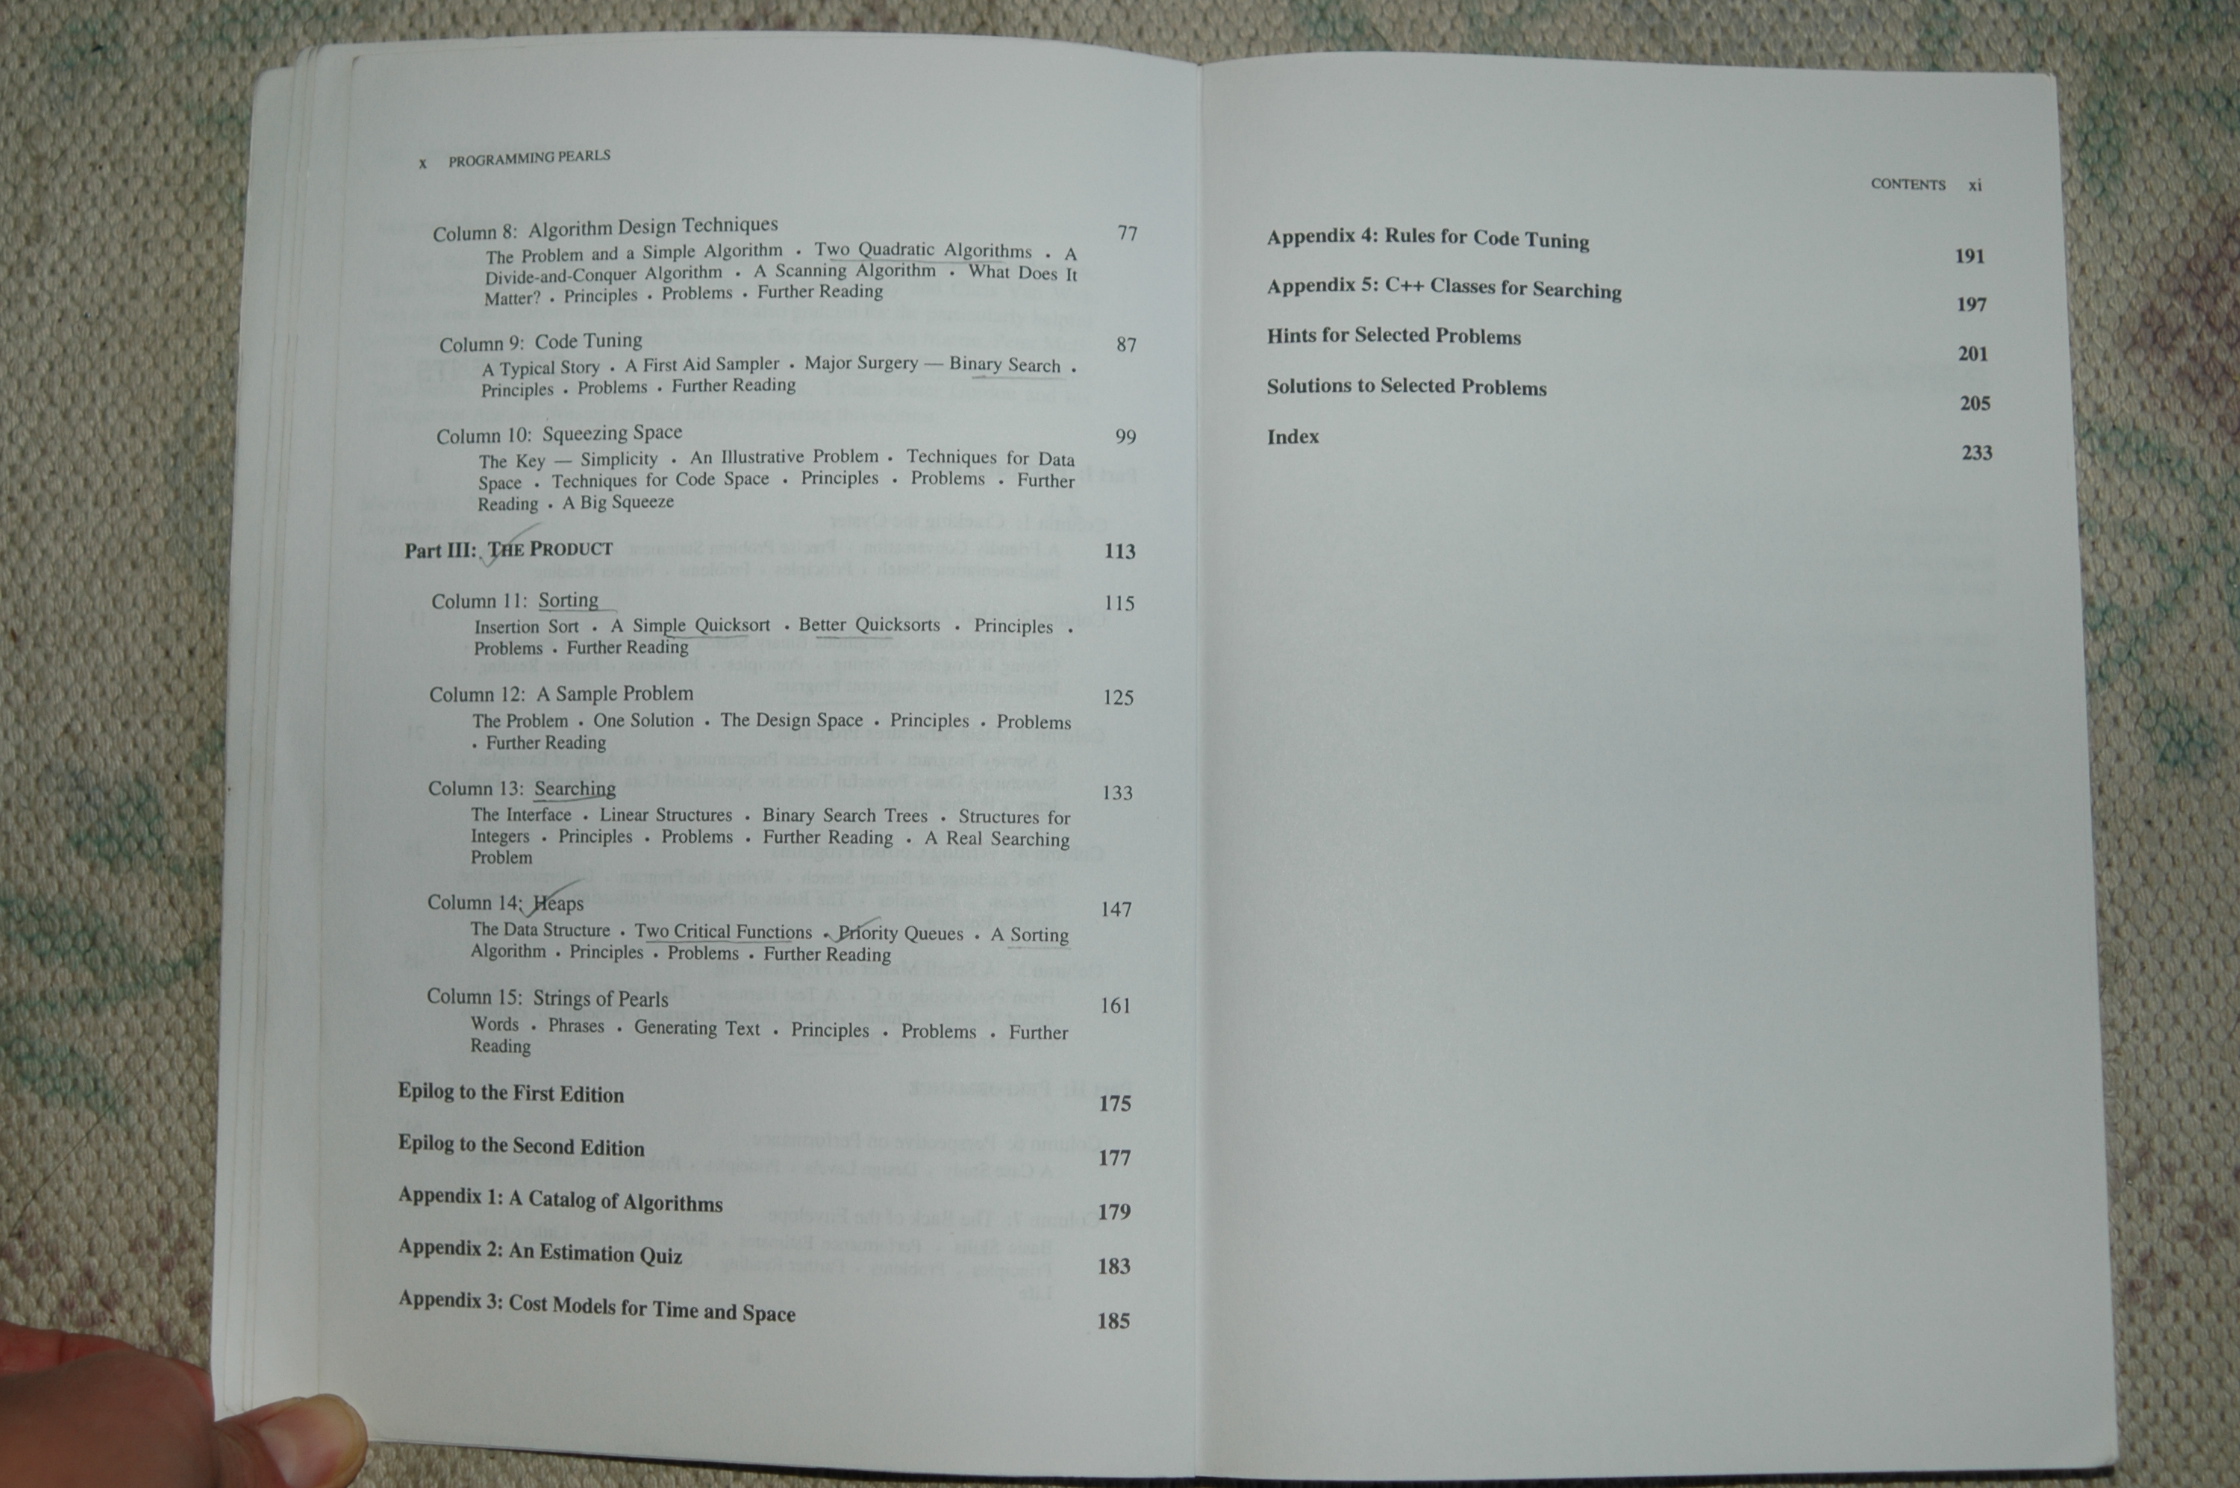 x PROGRAMMING PEARLS
Column 8: Algorithm Design Techniques 77
The Problem and a Simple Algorithm • Two Quadratic Algorithms • A
Divide-and-Conquer Algorithm • A Scanning Algorithm • What Does It
Matter? • Principles • Problems • Further Reading
Column 9: Code Tuning 87
A Typical Story • A First Aid Sampler • Major Surgery — Binary Search •
Principles • Problems • Further Reading
Column 10: Squeezing Space 99
The Key — Simplicity • An Illustrative Problem • Techniques for Data
Space • Techniques for Code Space • Principles • Problems • Further
Reading • A Big Squeeze
Part III: THE PRODUCT 113
Column 11: Sorting 115
Insertion Sort • A Simple Quicksort • Better Quicksorts • Principles •
Problems • Further Reading
Column 12: A Sample Problem 125
The Problem • One Solution • The Design Space • Principles • Problems
• Further Reading
Column 13: Searching 133
The Interface • Linear Structures • Binary Search Trees • Structures for
Integers • Principles • Problems • Further Reading • A Real Searching
Problem
Column 14: Heaps 147
The Data Structure • Two Critical Functions • Priority Queues • A Sorting
Algorithm • Principles • Problems • Further Reading
Column 15: Strings of Pearls 161
Words • Phrases • Generating Text • Principles • Problems • Further
Reading
Epilog to the First Edition 175
Epilog to the Second Edition 177
Appendix 1: A Catalog of Algorithms 179
Appendix 2: An Estimation Quiz 183
Appendix 3: Cost Models for Time and Space 185
CONTENTS xi
Appendix 4: Rules for Code Tuning 191
Appendix 5: C++ Classes for Searching 197
Hints for Selected Problems 201
Solutions to Selected Problems 205
Index 233